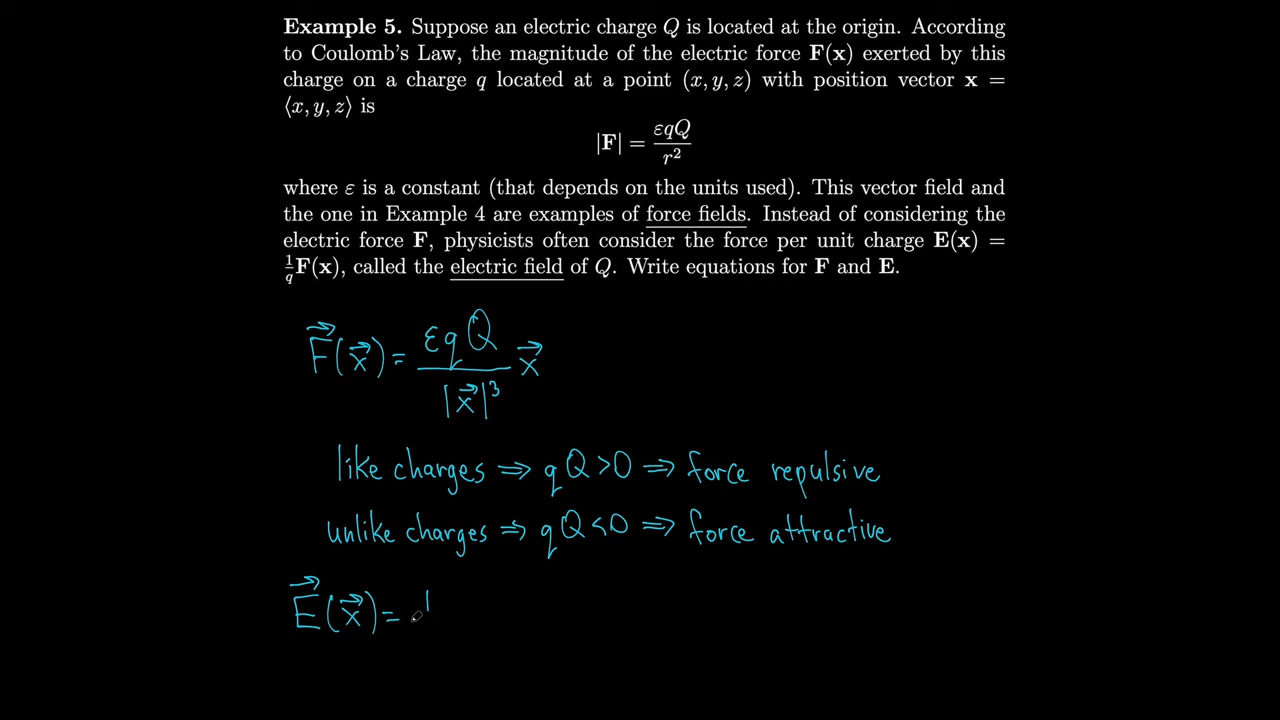 Example 5. Suppose an electric charge Q is located at the origin. According
to Coulomb's Law, the magnitude of the electric force F(x) exerted by this
charge on a charge q located at a point (x, y, z) with position vector x =
⟨x, y, z⟩ is
|F| = εqQ / r²
where ε is a constant (that depends on the units used). This vector field and
the one in Example 4 are examples of force fields. Instead of considering the
electric force F, physicists often consider the force per unit charge E(x) =
1/q F(x), called the electric field of Q. Write equations for F and E.
F⃗(x⃗) = εqQ / |x⃗|³ x⃗
like charges ⇒ qQ > 0 ⇒ force repulsive
unlike charges ⇒ qQ < 0 ⇒ force attractive
E⃗(x⃗) = 1